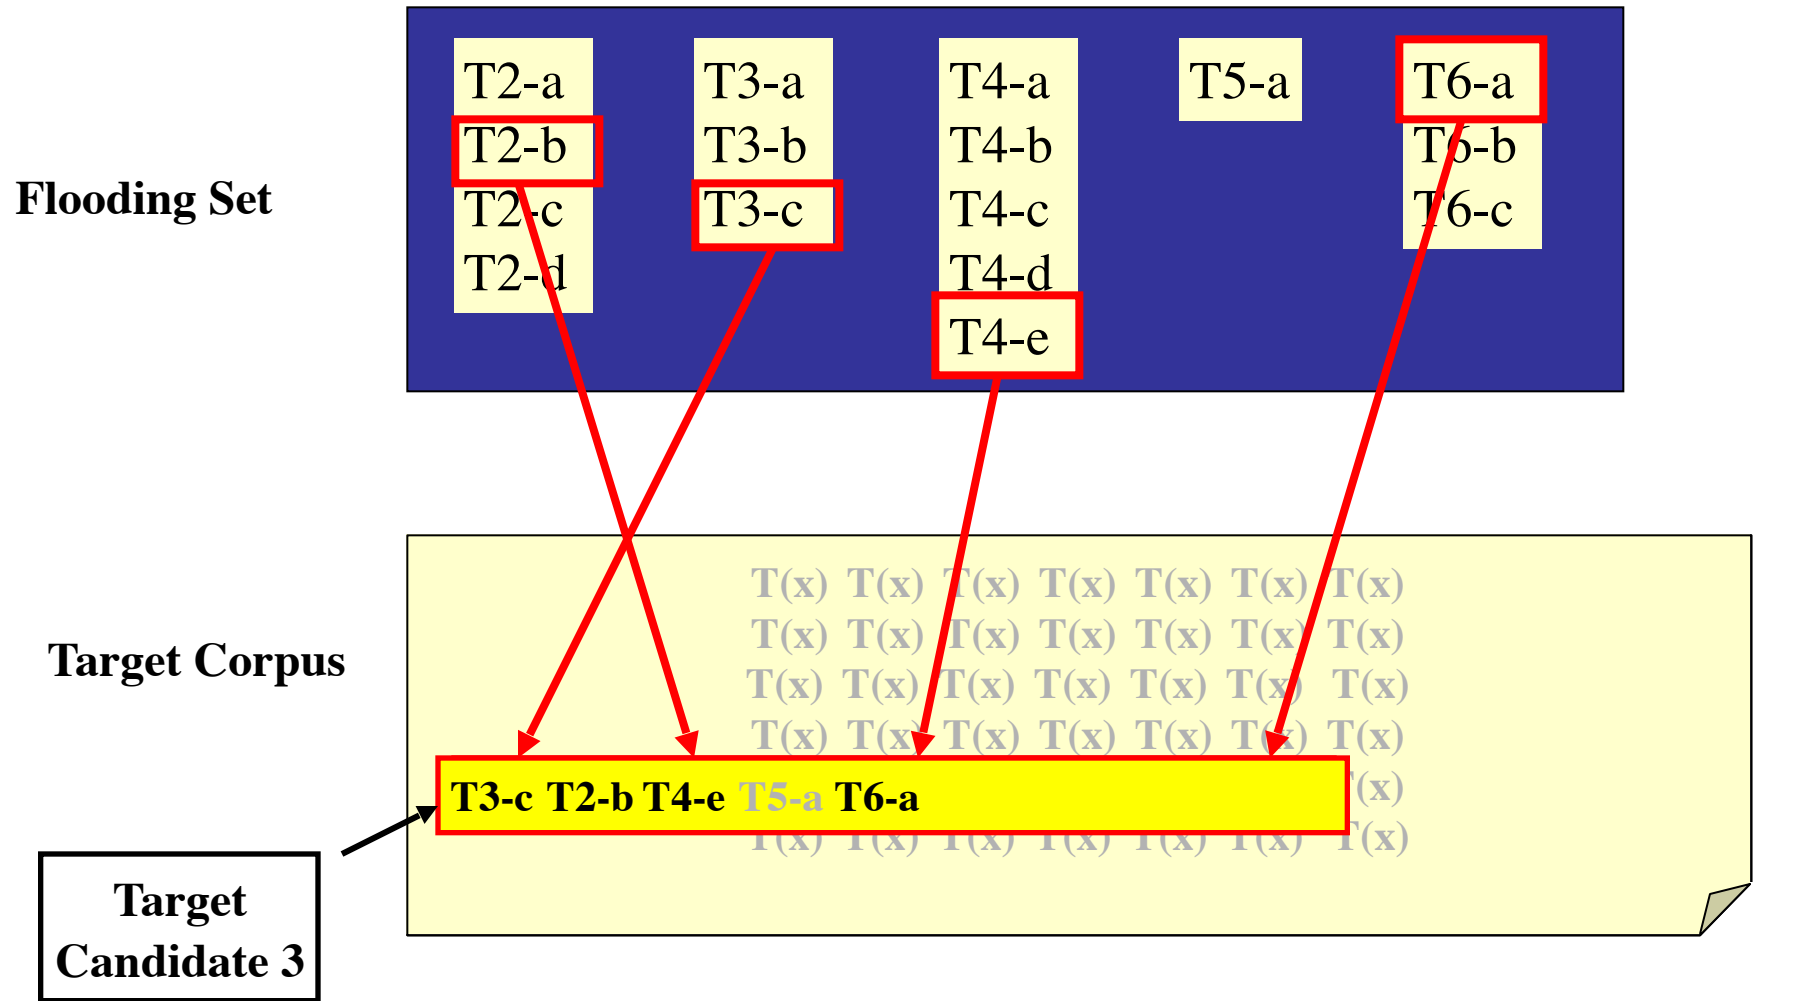 T2-a T3-a T4-a T5-a T6-a
T2-b T3-b T4-b T6-b
Flooding Set
T2-c T3-c T4-c T6-c
T2-d T4-d
T4-e
T(x) T(x) T(x) T(x) T(x) T(x) T(x)
T(x) T(x) T(x) T(x) T(x) T(x) T(x)
Target Corpus
T(x) T(x) T(x) T(x) T(x) T(x) T(x)
T(x) T(x) T(x) T(x) T(x) T(x) T(x)
T3-c T2-b T4-e T5-a T6-a T(x)
T(x) T(x) T(x) T(x) T(x) T(x) T(x)
Target
Candidate 3